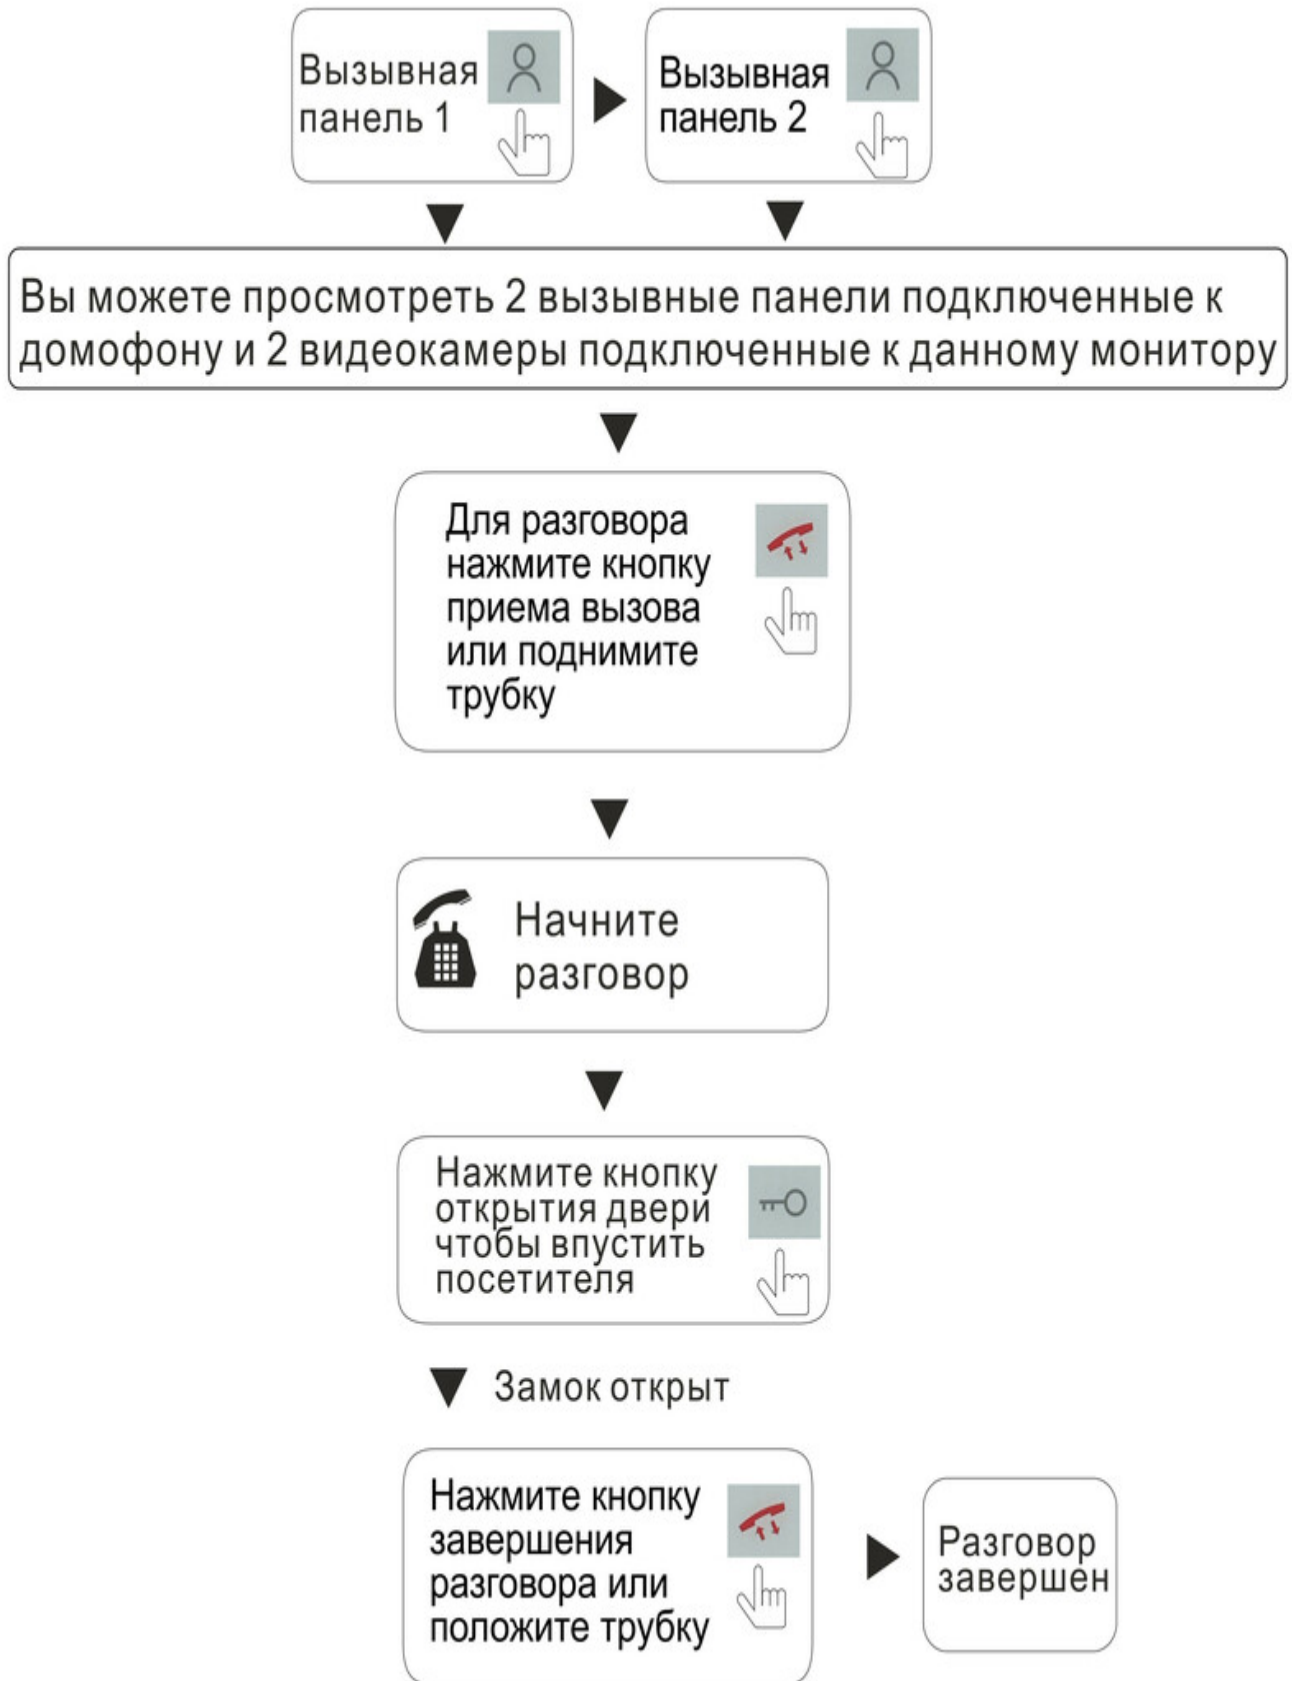 Вызывная
панель 1
Вызывная
панель 2
Вы можете просмотреть 2 вызывные панели подключенные к
домофону и 2 видеокамеры подключенные к данному монитору
Для разговора
нажмите кнопку
приема вызова
или поднимите
трубку
Начните
разговор
Нажмите кнопку
открытия двери
чтобы впустить
посетителя
Замок открыт
Нажмите кнопку
завершения
разговора или
положите трубку
Разговор
завершен